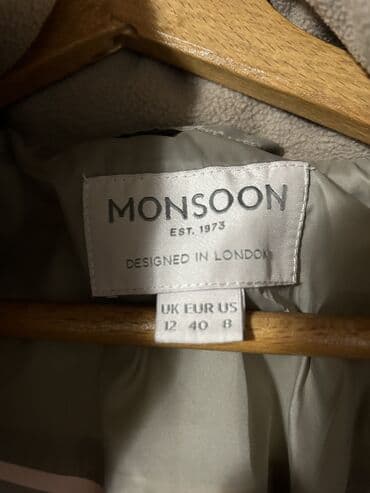 MONSOON
EST. 1973
DESIGNED IN LONDON
UK EUR US
12 40 8